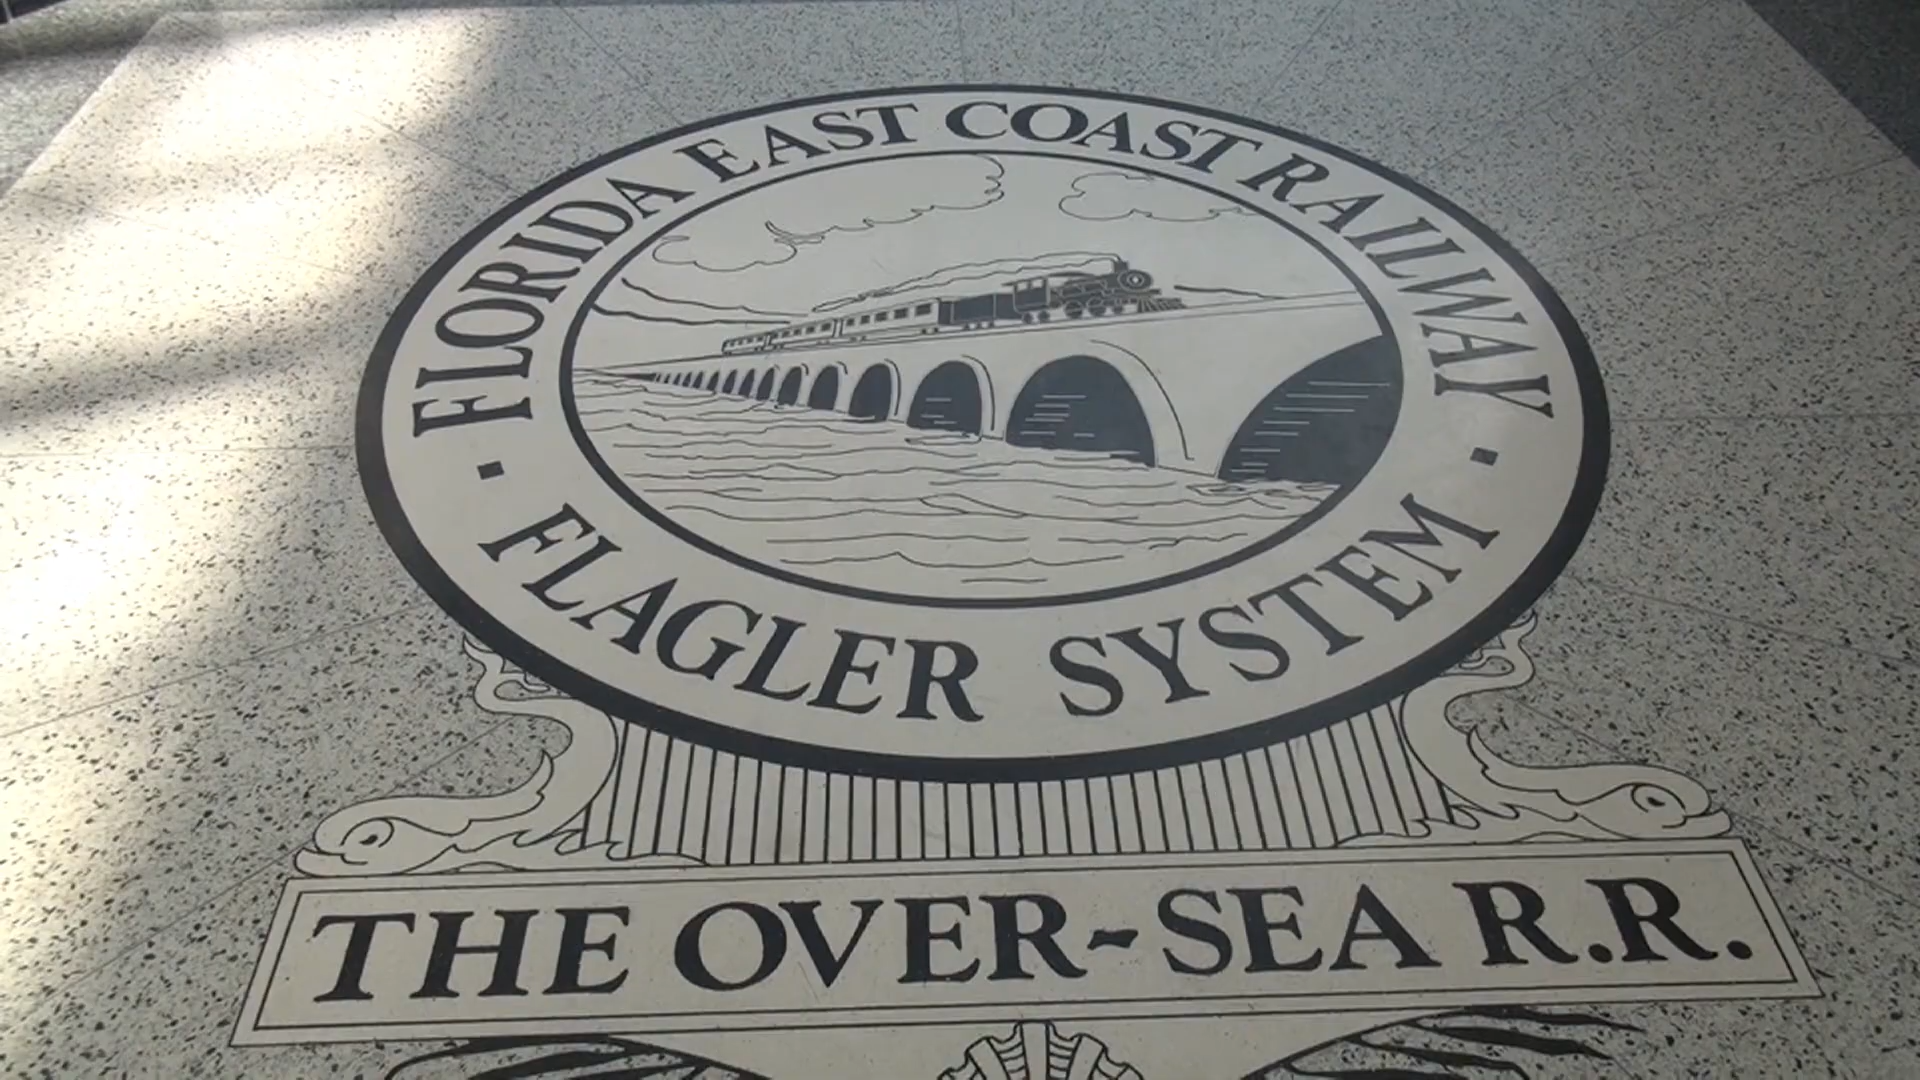 FLORIDA EAST COAST RAILWAY
· FLAGLER SYSTEM ·
THE OVER-SEA R.R.